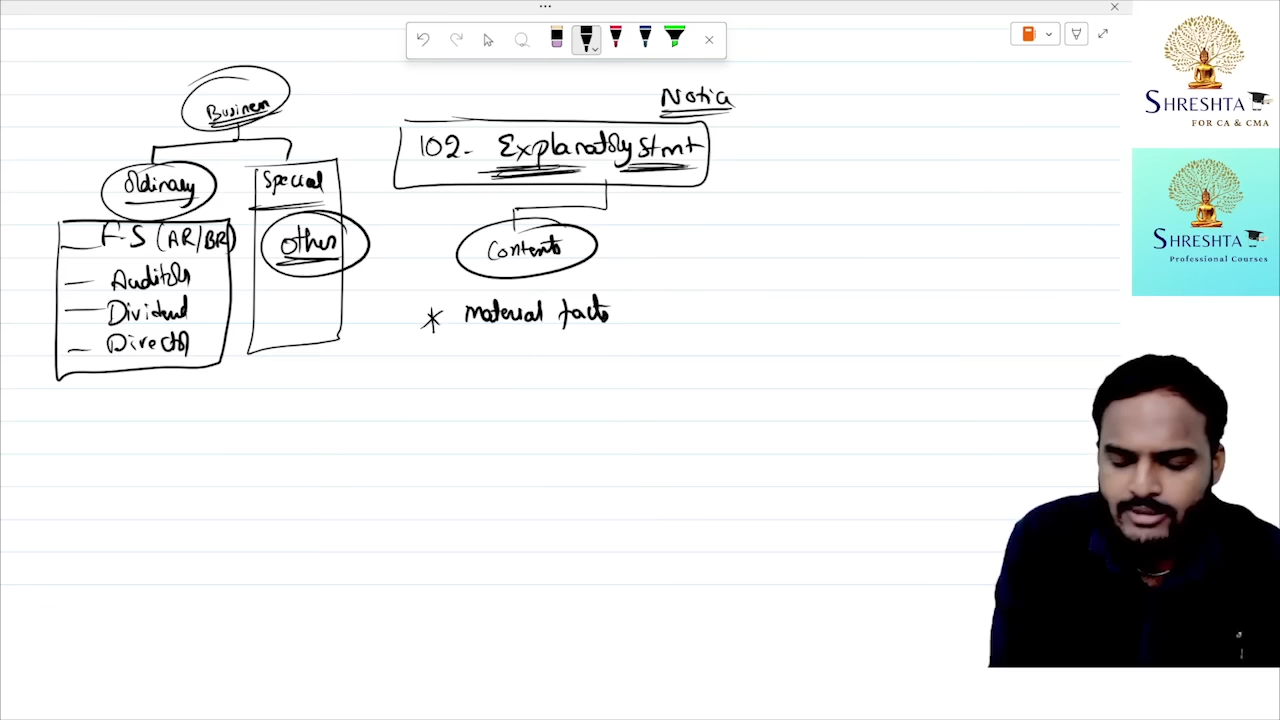 Business
Ordinary
Special
F-S (AR/BR)
Auditors
Dividend
Director
others
Notice
102- Explanatory Stmt
Contents
* material facts
SHRESHTA
FOR CA & CMA
SHRESHTA
Professional Courses